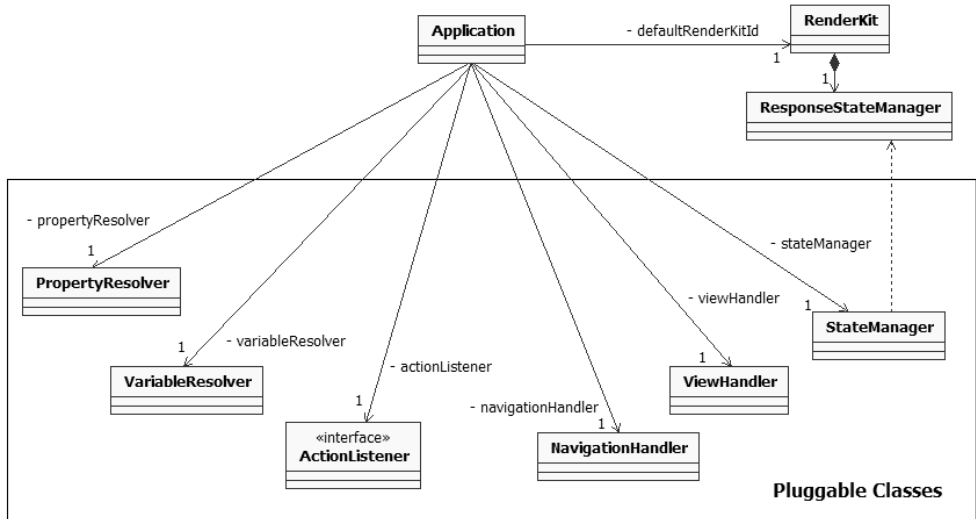 RenderKit
Application
- defaultRenderKitId
1
1
ResponseStateManager
- propertyResolver
1
- stateManager
PropertyResolver
- viewHandler
1
StateManager
- variableResolver
1
1
- actionListener
VariableResolver
ViewHandler
1
- navigationHandler
1
«interface»
ActionListener
NavigationHandler
Pluggable Classes